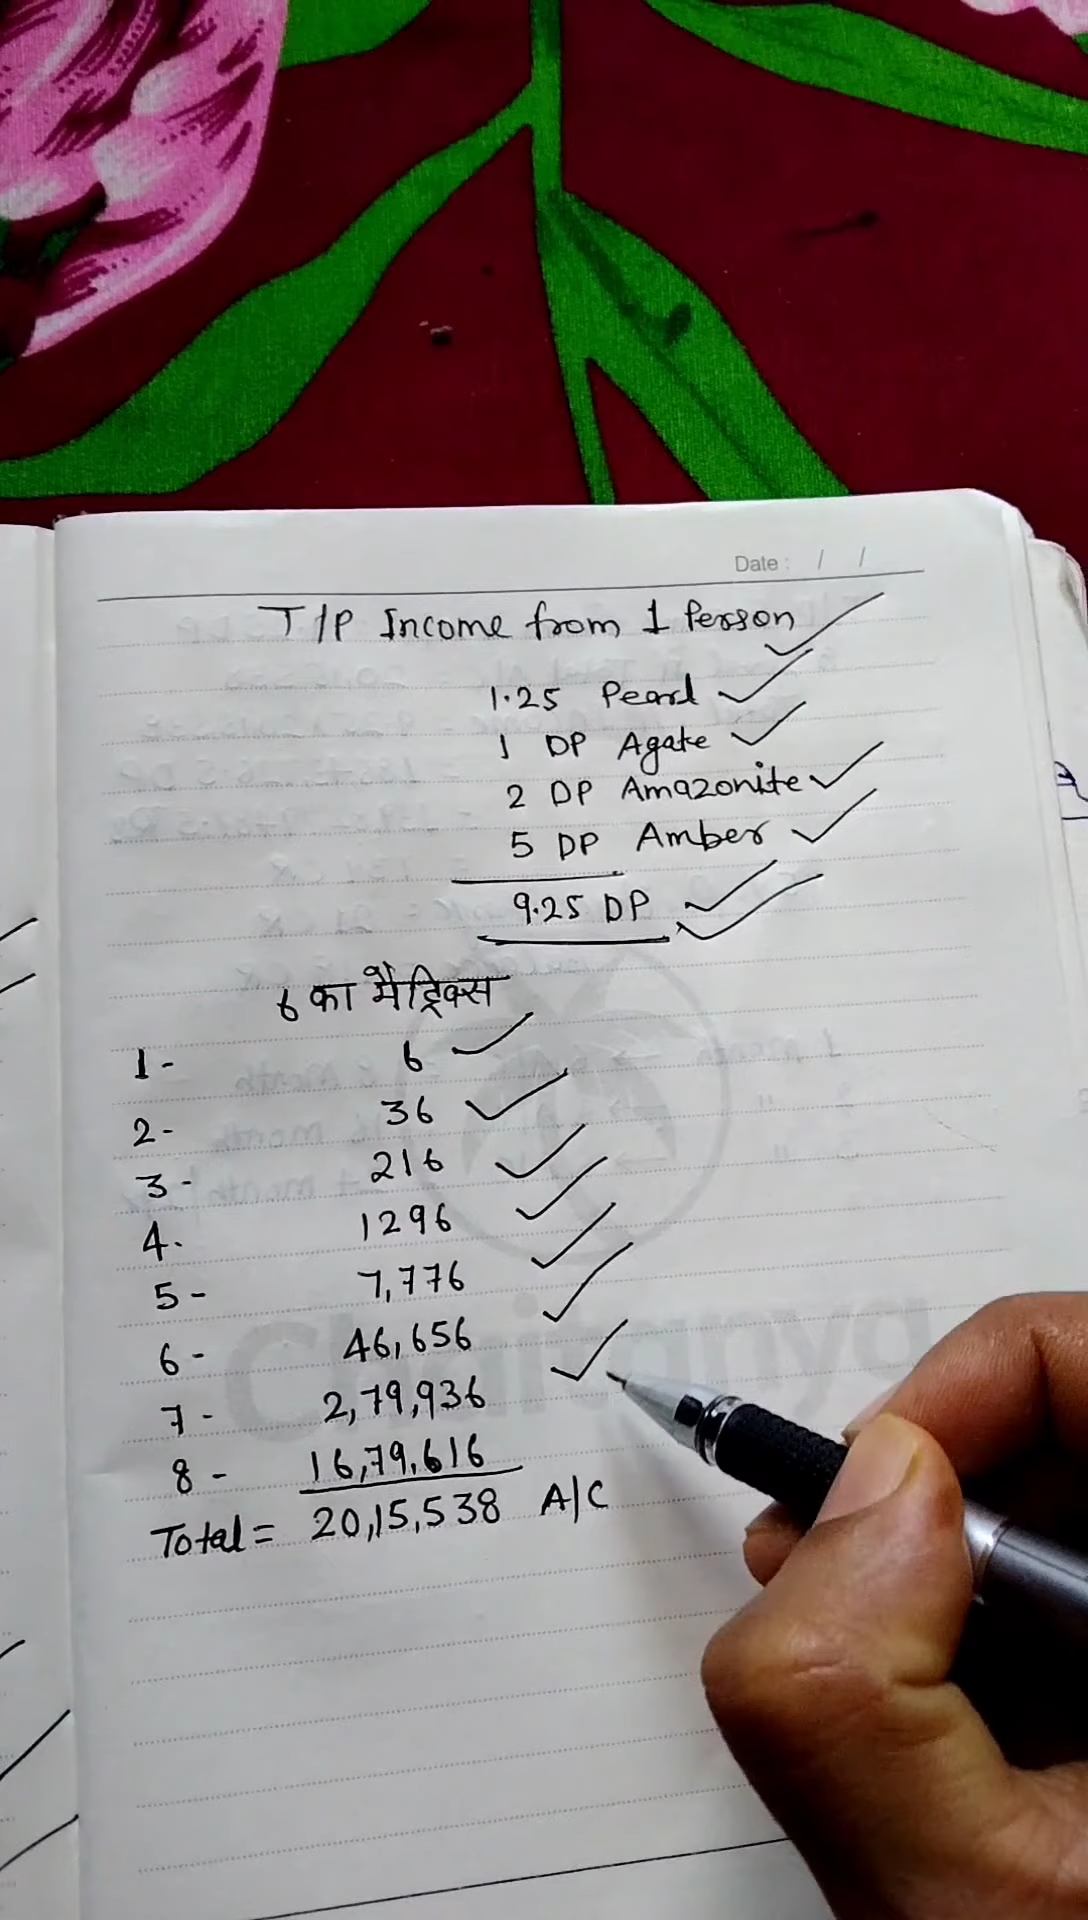 Date : / /
T/P Income from 1 Person
1.25 Pearl
1 DP Agate
2 DP Amazonite
5 DP Amber
9.25 DP
6 का मैट्रिक्स
1- 6
2- 36
3- 216
4. 1296
5- 7,776
6- 46,656
7- 2,79,936
8- 16,79,616
Total = 20,15,538 A/C